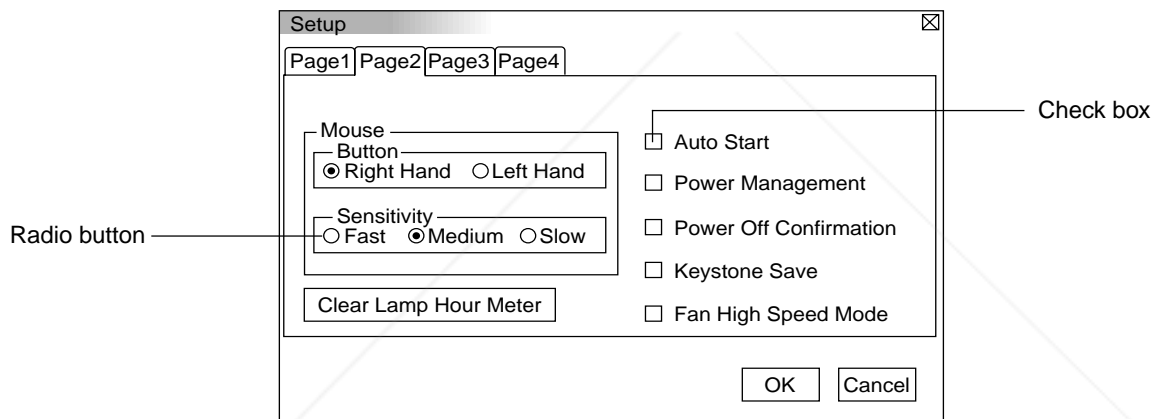 Setup
Page1 Page2 Page3 Page4
Check box
Mouse
Button
Right Hand Left Hand
Sensitivity
Fast Medium Slow
Radio button
Clear Lamp Hour Meter
Auto Start
Power Management
Power Off Confirmation
Keystone Save
Fan High Speed Mode
OK Cancel